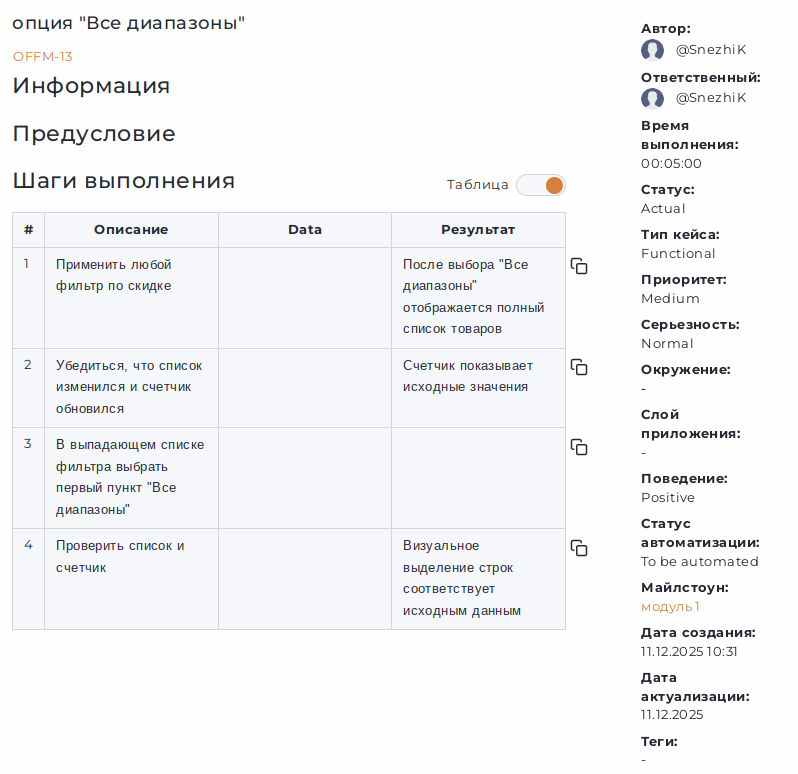 опция "Все диапазоны"
OFFM-13
Информация
Предусловие
Шаги выполнения
Таблица
# Описание Data Результат
1 Применить любой
фильтр по скидке
После выбора "Все
диапазоны"
отображается полный
список товаров
2 Убедиться, что список
изменился и счетчик
обновился
Счетчик показывает
исходные значения
3 В выпадающем списке
фильтра выбрать
первый пункт "Все
диапазоны"
4 Проверить список и
счетчик
Визуальное
выделение строк
соответствует
исходным данным
Автор:
@SnezhiK
Ответственный:
@SnezhiK
Время
выполнения:
00:05:00
Статус:
Actual
Тип кейса:
Functional
Приоритет:
Medium
Серьезность:
Normal
Окружение:
-
Слой
приложения:
-
Поведение:
Positive
Статус
автоматизации:
To be automated
Майлстоун:
модуль 1
Дата создания:
11.12.2025 10:31
Дата
актуализации:
11.12.2025
Теги:
-